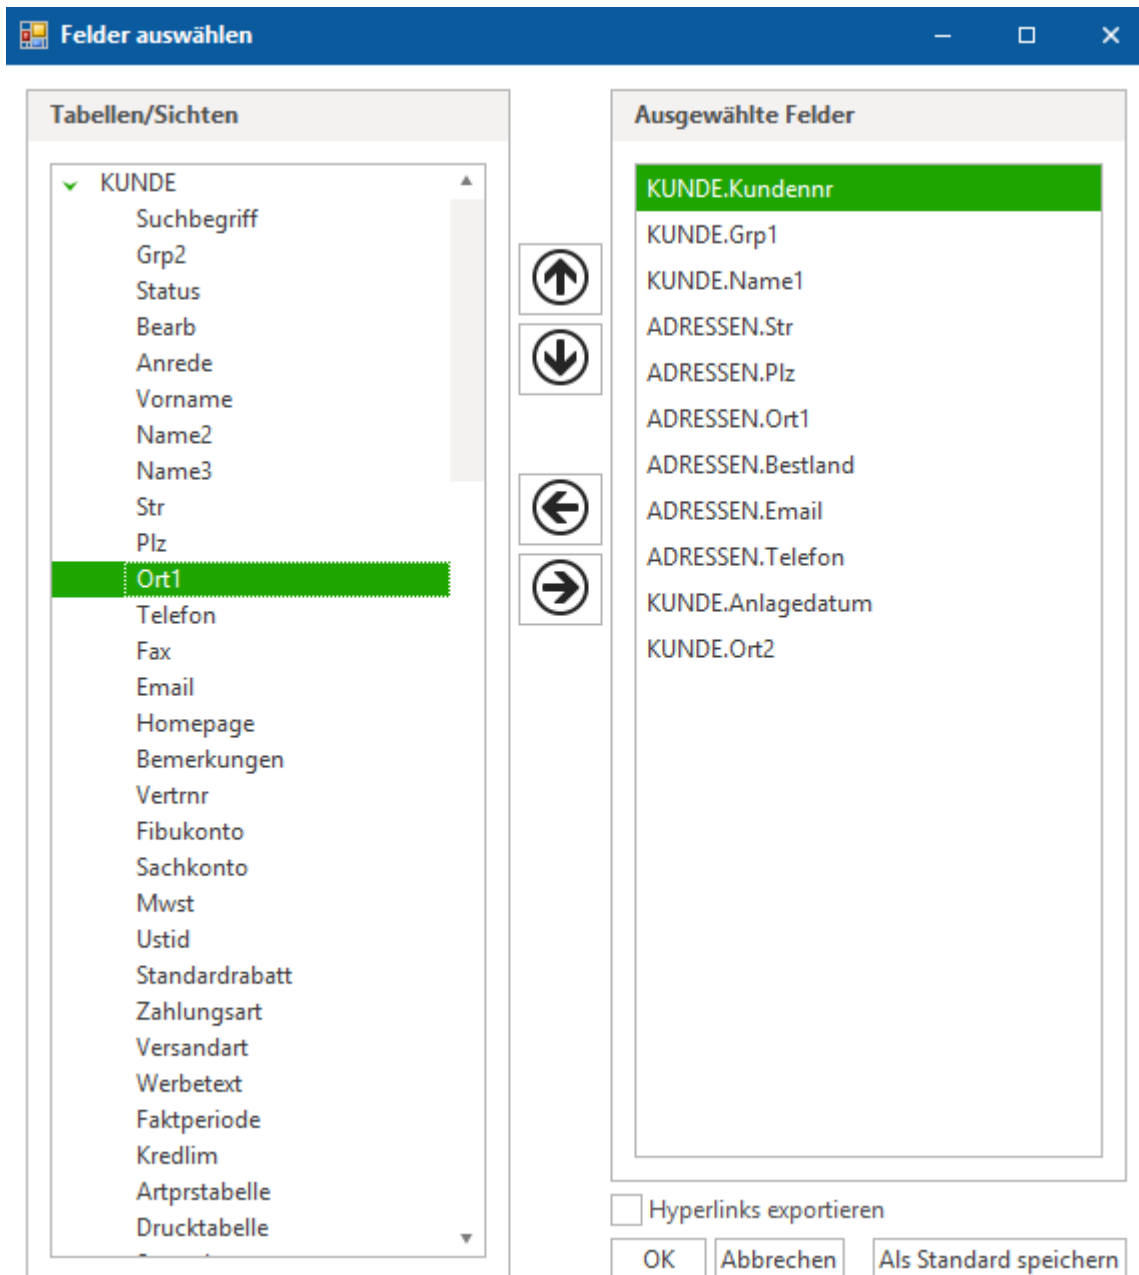 Felder auswählen
Tabellen/Sichten
KUNDE
Suchbegriff
Grp2
Status
Bearb
Anrede
Vorname
Name2
Name3
Str
Plz
Ort1
Telefon
Fax
Email
Homepage
Bemerkungen
Vertrnr
Fibukonto
Sachkonto
Mwst
Ustid
Standardrabatt
Zahlungsart
Versandart
Werbetext
Faktperiode
Kredlim
Artprstabelle
Drucktabelle
Ausgewählte Felder
KUNDE.Kundennr
KUNDE.Grp1
KUNDE.Name1
ADRESSEN.Str
ADRESSEN.Plz
ADRESSEN.Ort1
ADRESSEN.Bestland
ADRESSEN.Email
ADRESSEN.Telefon
KUNDE.Anlagedatum
KUNDE.Ort2
Hyperlinks exportieren
OK
Abbrechen
Als Standard speichern